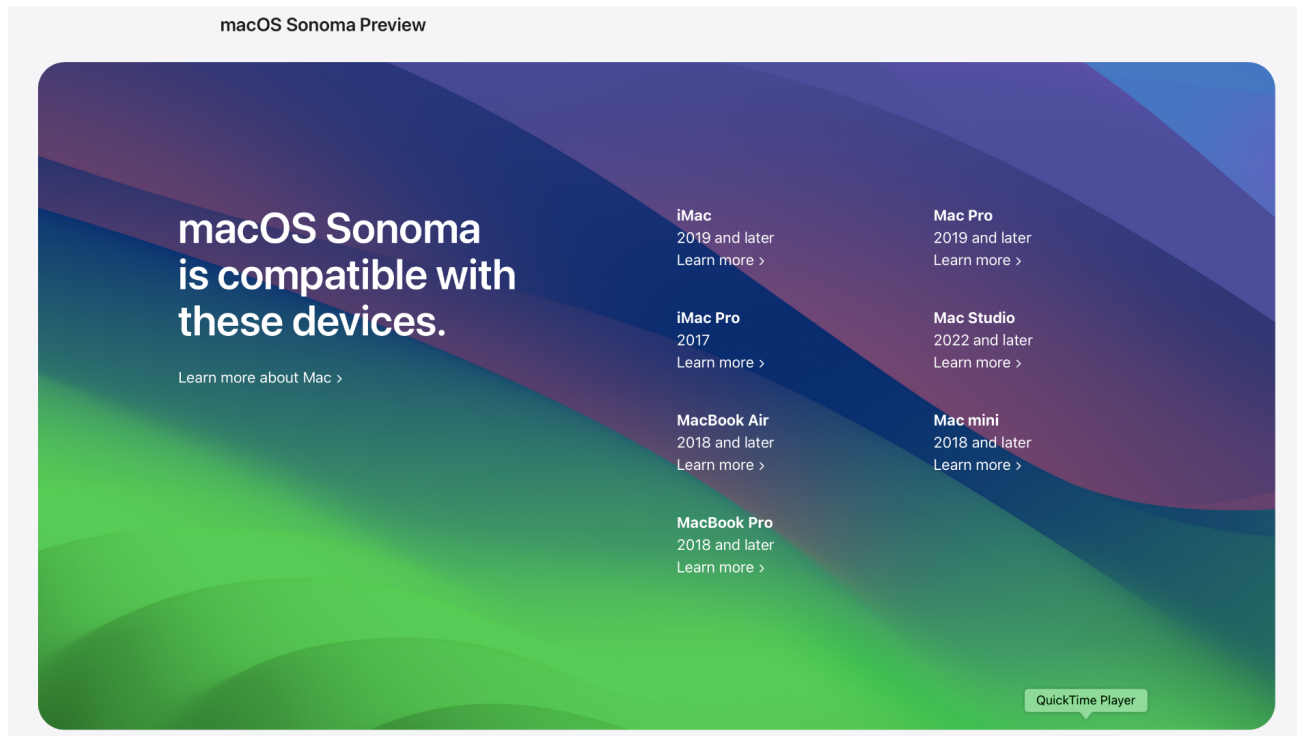 macOS Sonoma Preview
macOS Sonoma
is compatible with
these devices.
Learn more about Mac >
iMac
2019 and later
Learn more >
iMac Pro
2017
Learn more >
MacBook Air
2018 and later
Learn more >
MacBook Pro
2018 and later
Learn more >
Mac Pro
2019 and later
Learn more >
Mac Studio
2022 and later
Learn more >
Mac mini
2018 and later
Learn more >
QuickTime Player